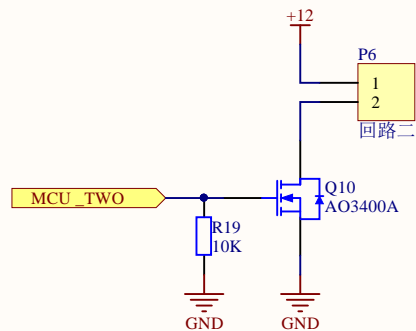 +12
P6
1
2
回路二
Q10
AO3400A
MCU_TWO
R19
10K
GND
GND